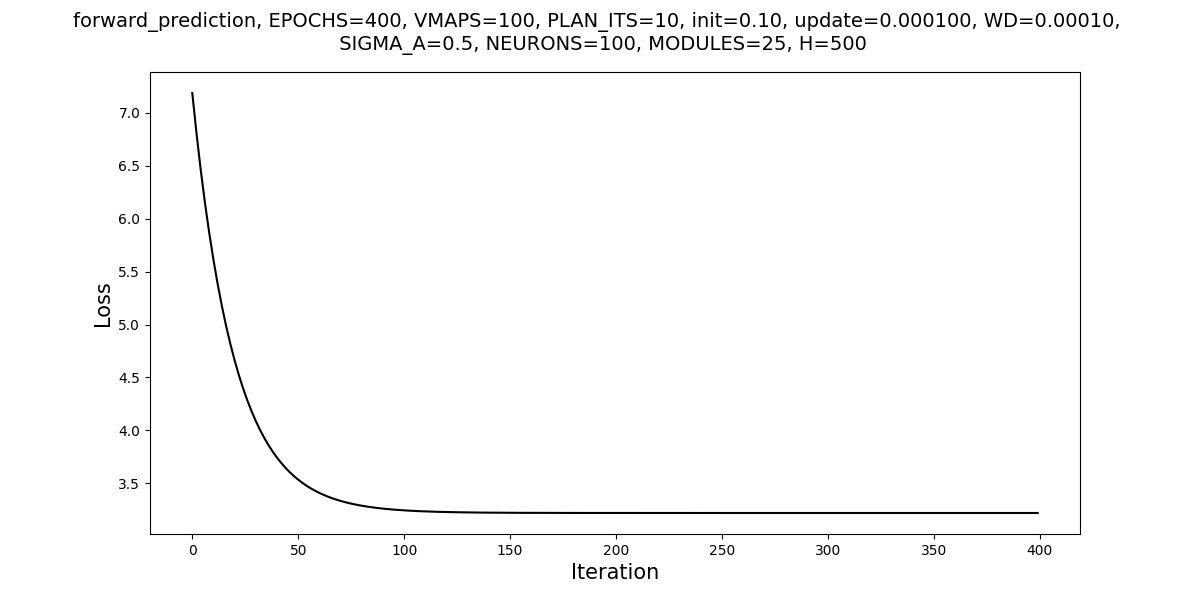 forward_prediction, EPOCHS=400, VMAPS=100, PLAN_ITS=10, init=0.10, update=0.000100, WD=0.00010,
SIGMA_A=0.5, NEURONS=100, MODULES=25, H=500
7.0
6.5
6.0
5.5
5.0
4.5
4.0
3.5
Loss
0 50 100 150 200 250 300 350 400
Iteration